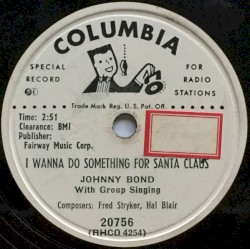 COLUMBIA
SPECIAL RECORD
FOR RADIO STATIONS
Trade Mark Reg. U.S. Pat. Off.
Time: 2:51
Clearance: BMI
Publisher:
Fairway Music Corp.
I WANNA DO SOMETHING FOR SANTA CLAUS
JOHNNY BOND
With Group Singing
Composers: Fred Stryker, Hal Blair
20756
(RHCO 4254)